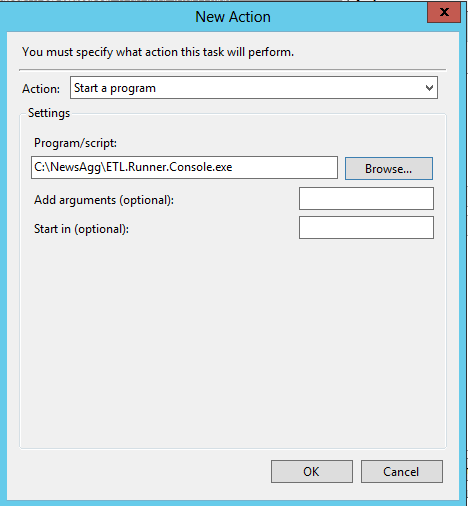 New Action
x
You must specify what action this task will perform.
Action: Start a program
Settings
Program/script:
C:\NewsAgg\ETL.Runner.Console.exe Browse...
Add arguments (optional):
Start in (optional):
OK Cancel